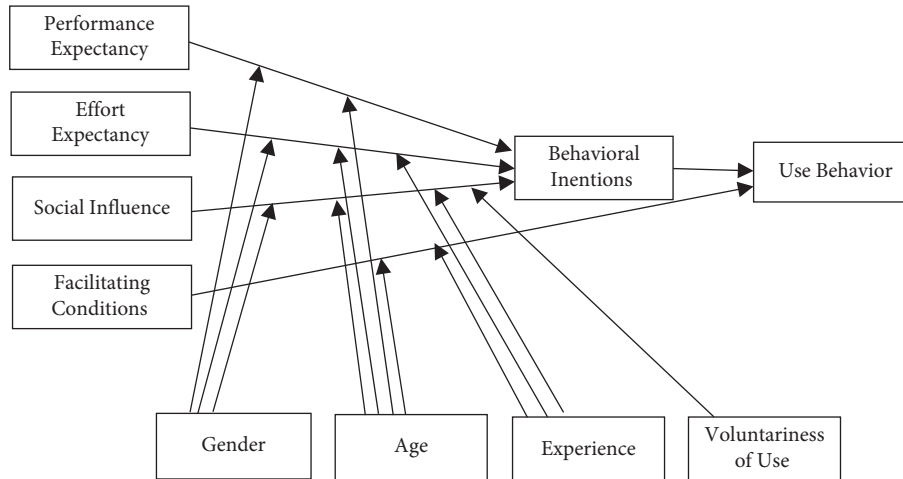 Performance
Expectancy
Effort
Expectancy
Social Influence
Facilitating
Conditions
Behavioral
Inentions
Use Behavior
Gender
Age
Experience
Voluntariness
of Use